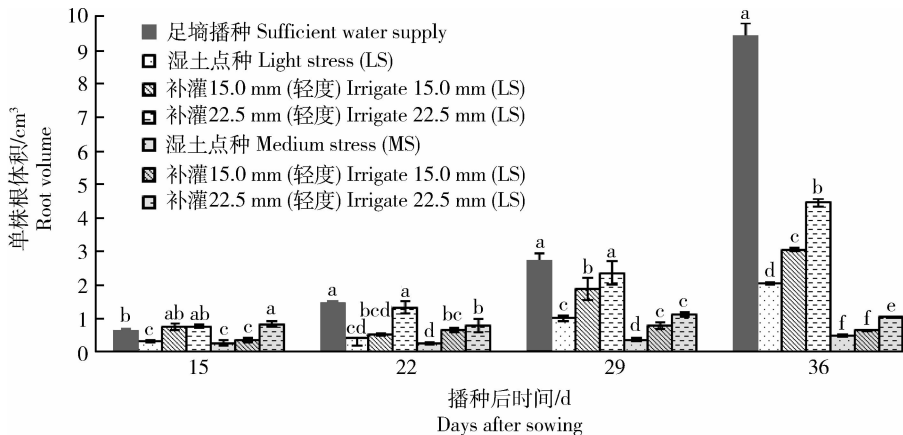 10
9
8
7
6
5
4
3
2
1
0
单株根体积/cm³
Root volume
足墒播种 Sufficient water supply
湿土点种 Light stress (LS)
补灌15.0 mm (轻度) Irrigate 15.0 mm (LS)
补灌22.5 mm (轻度) Irrigate 22.5 mm (LS)
湿土点种 Medium stress (MS)
补灌15.0 mm (轻度) Irrigate 15.0 mm (LS)
补灌22.5 mm (轻度) Irrigate 22.5 mm (LS)
b c ab ab c c a
a cd bcd a d bc b
a c b a d c c
a d c b f f e
15 22 29 36
播种后时间/d
Days after sowing